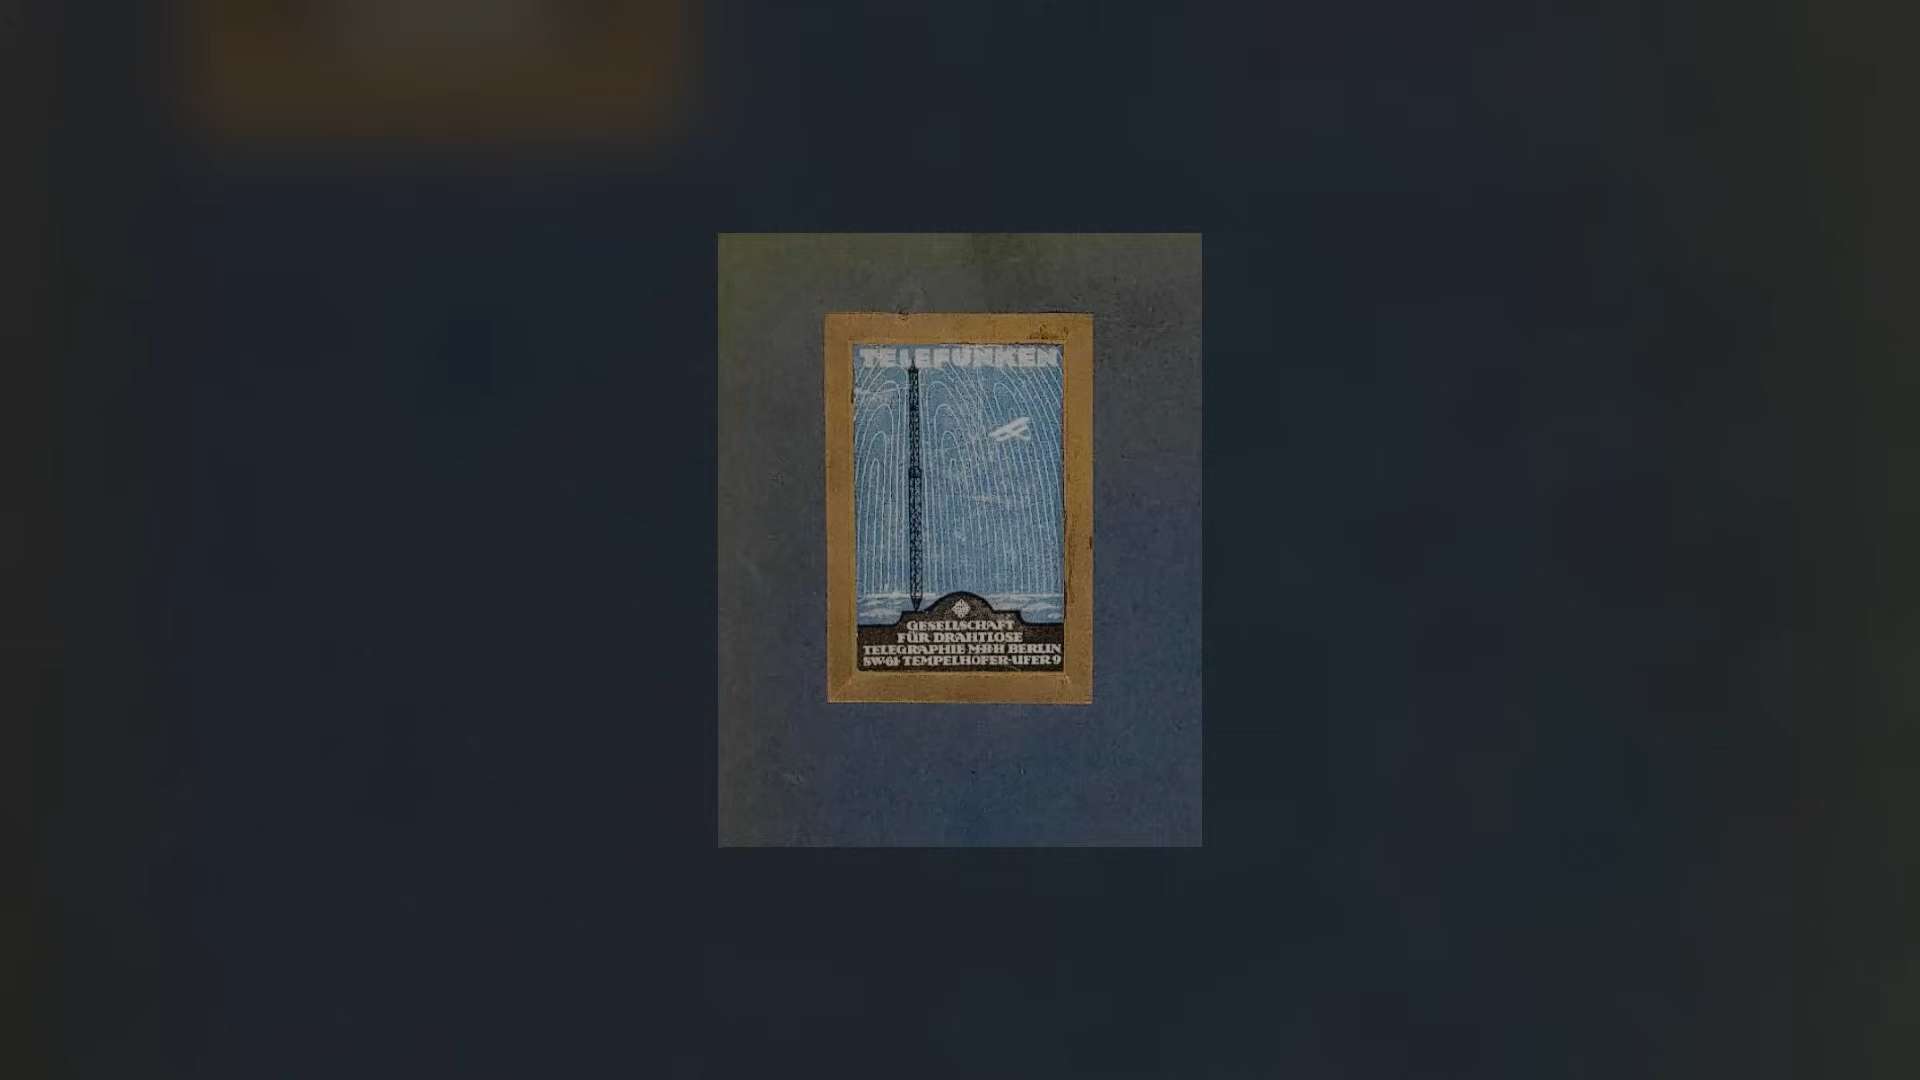 TELEFUNKEN
GESELLSCHAFT
FÜR DRAHTLOSE
TELEGRAPHIE M·B·H BERLIN
SW·61· TEMPELHOFER-UFER 9